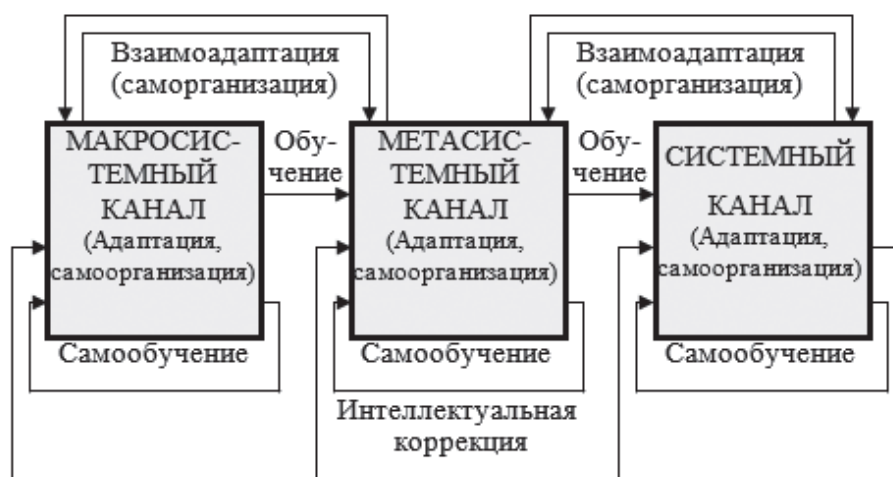 Взаимоадаптация
(саморганизация)
Взаимоадаптация
(саморганизация)
МАКРОСИС-
ТЕМНЫЙ
КАНАЛ
(Адаптация,
самоорганизация)
Обу-
чение
МЕТАСИС-
ТЕМНЫЙ
КАНАЛ
(Адаптация,
самоорганизация)
Обу-
чение
СИСТЕМНЫЙ
КАНАЛ
(Адаптация,
самоорганизация)
Самообучение
Самообучение
Самообучение
Интеллектуальная
коррекция